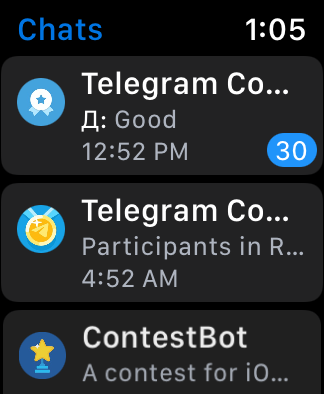 Chats 1:05
Telegram Co...
Д: Good
12:52 PM 30
Telegram Co...
Participants in R...
4:52 AM
ContestBot
A contest for iO...